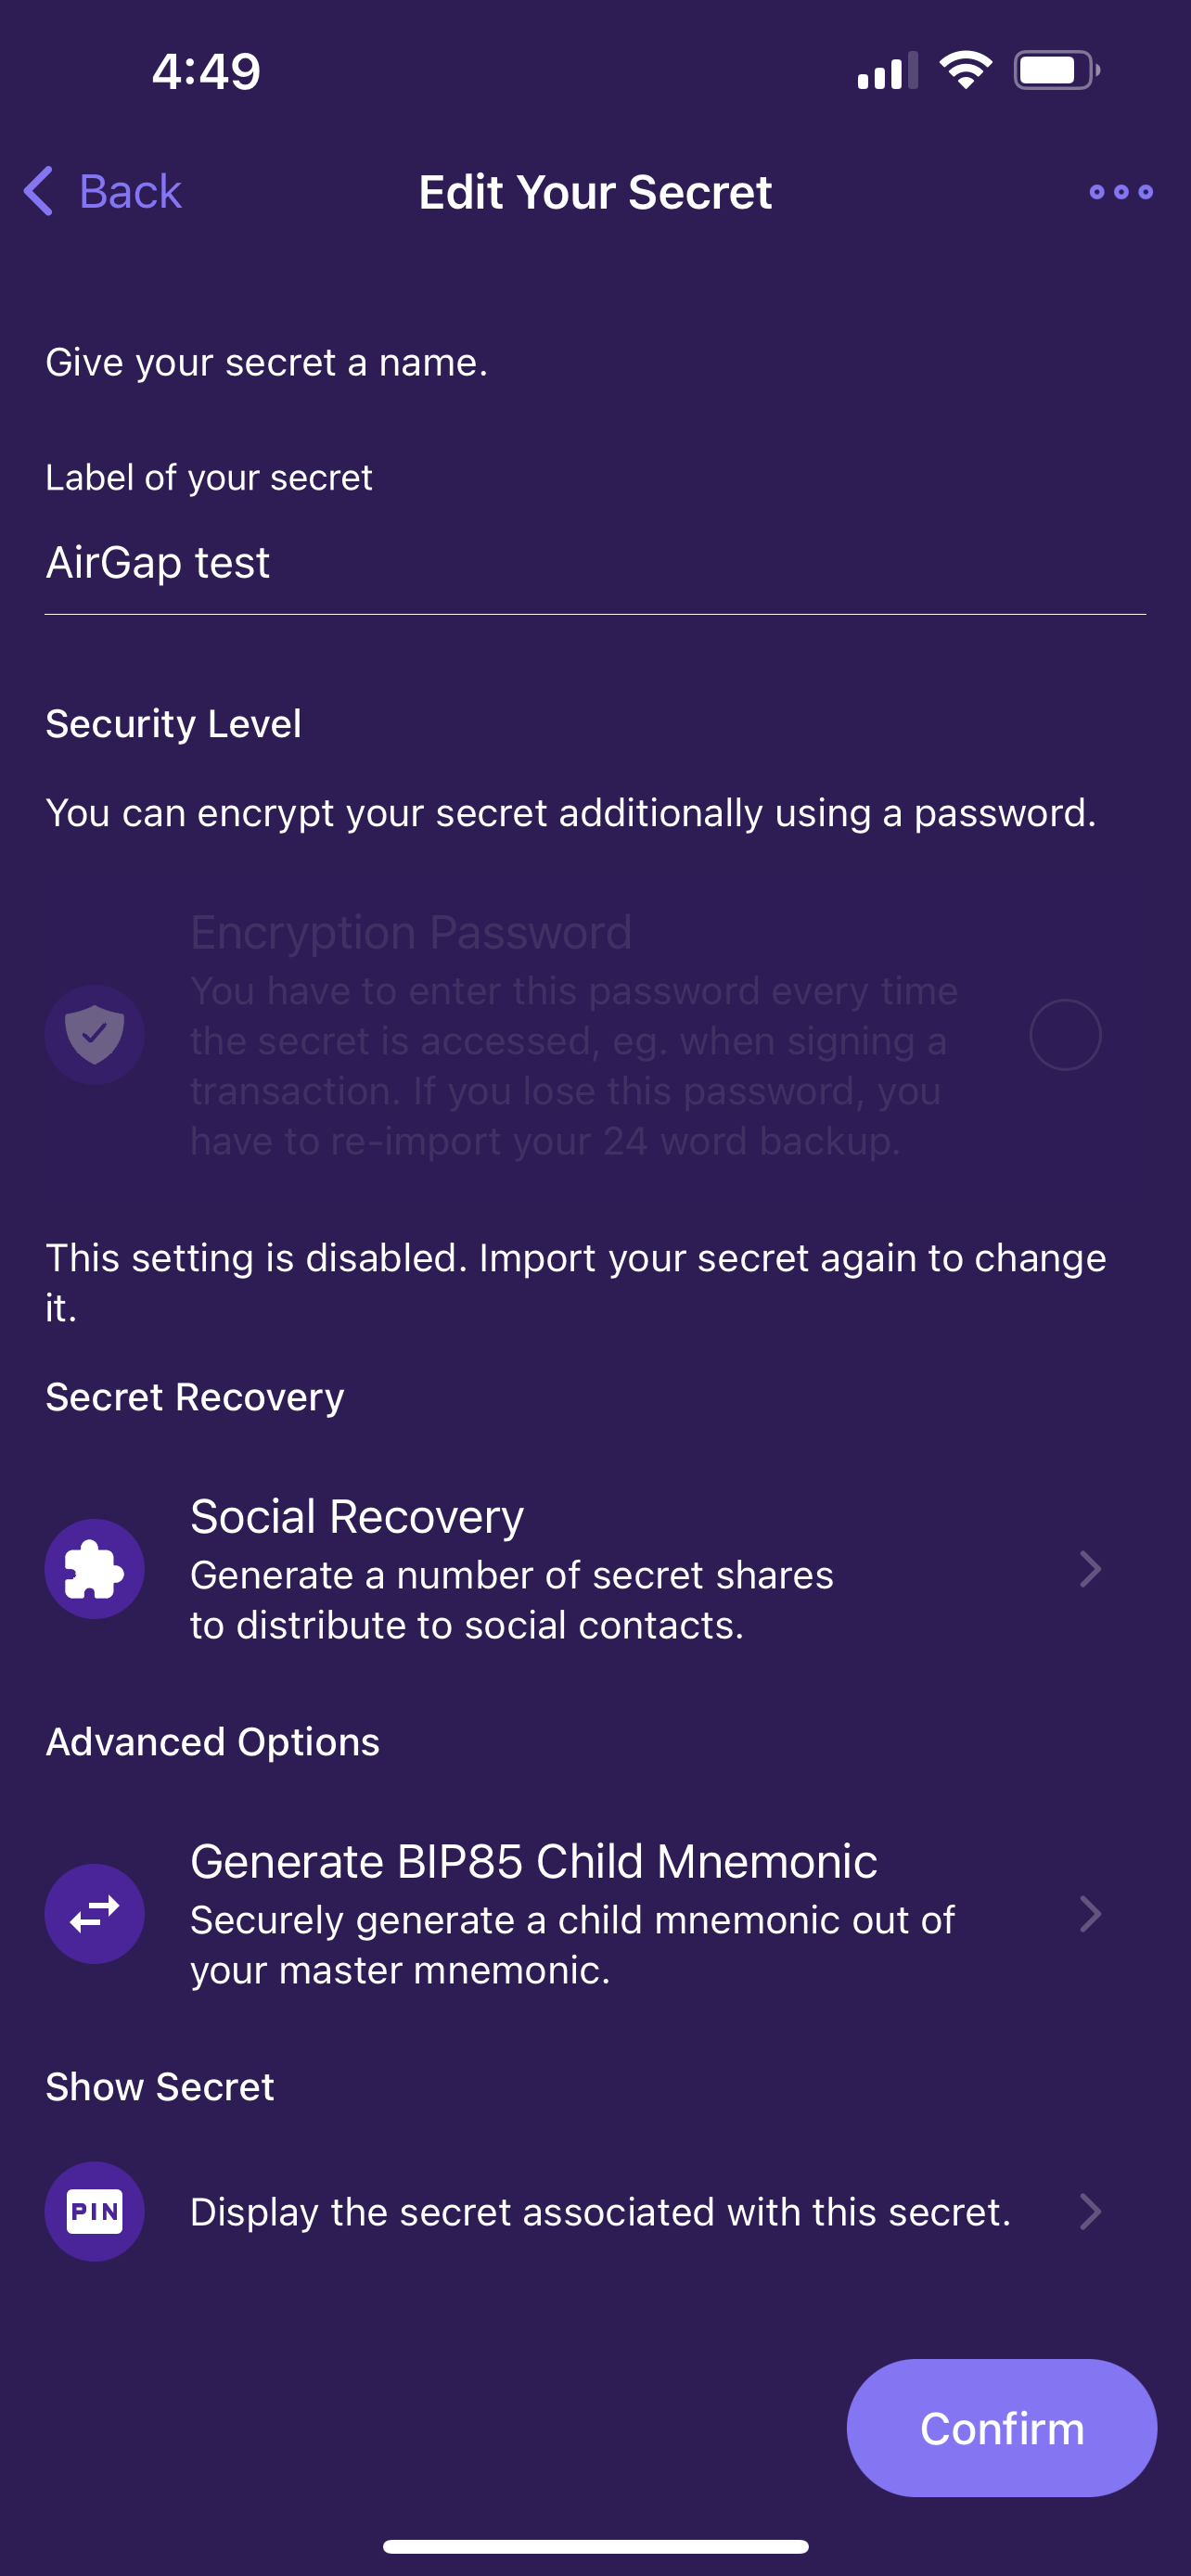 4:49
Back
Edit Your Secret
Give your secret a name.
Label of your secret
AirGap test
Security Level
You can encrypt your secret additionally using a password.
Encryption Password
You have to enter this password every time
the secret is accessed, eg. when signing a
transaction. If you lose this password, you
have to re-import your 24 word backup.
This setting is disabled. Import your secret again to change
it.
Secret Recovery
Social Recovery
Generate a number of secret shares
to distribute to social contacts.
Advanced Options
Generate BIP85 Child Mnemonic
Securely generate a child mnemonic out of
your master mnemonic.
Show Secret
PIN
Display the secret associated with this secret.
Confirm